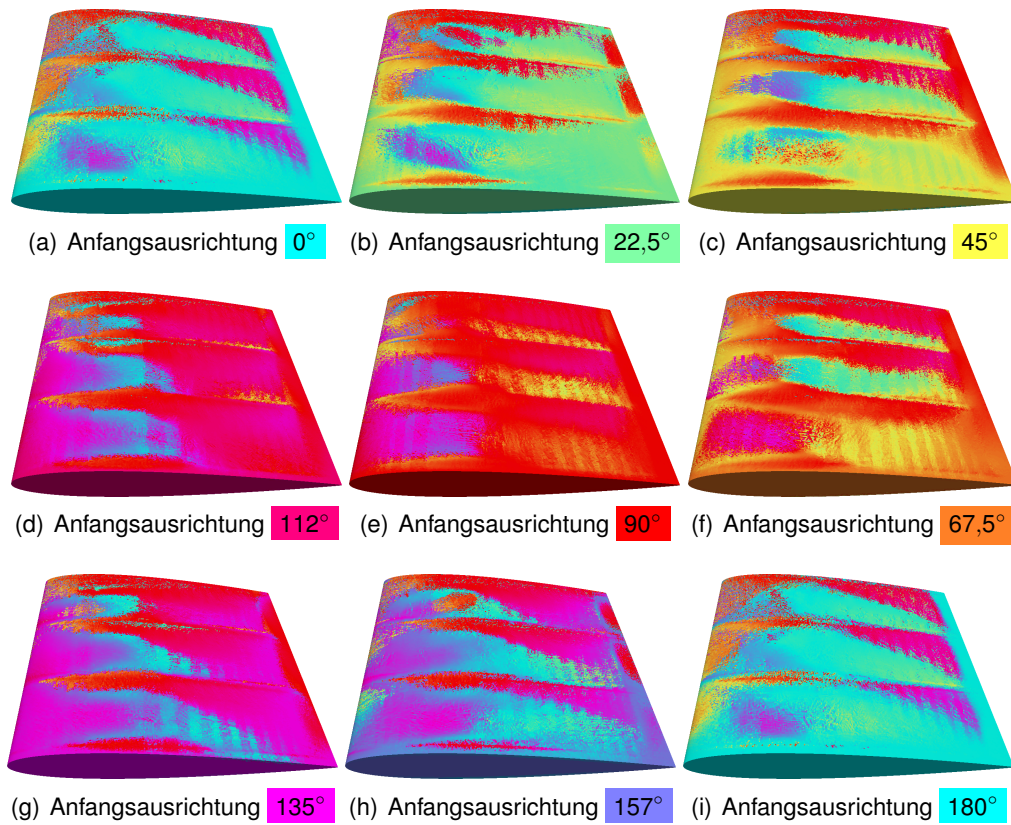 (a) Anfangsausrichtung 0°
(b) Anfangsausrichtung 22,5°
(c) Anfangsausrichtung 45°
(d) Anfangsausrichtung 112°
(e) Anfangsausrichtung 90°
(f) Anfangsausrichtung 67,5°
(g) Anfangsausrichtung 135°
(h) Anfangsausrichtung 157°
(i) Anfangsausrichtung 180°